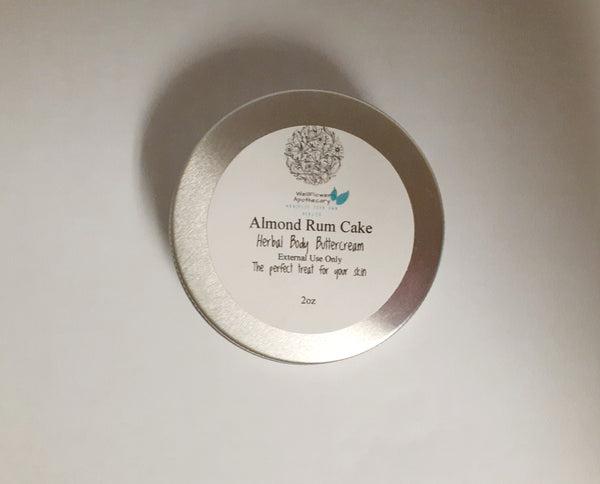 WallFlower
Apothecary
Almond Rum Cake
Herbal Body Buttercream
External Use Only
The perfect treat for your skin
2oz